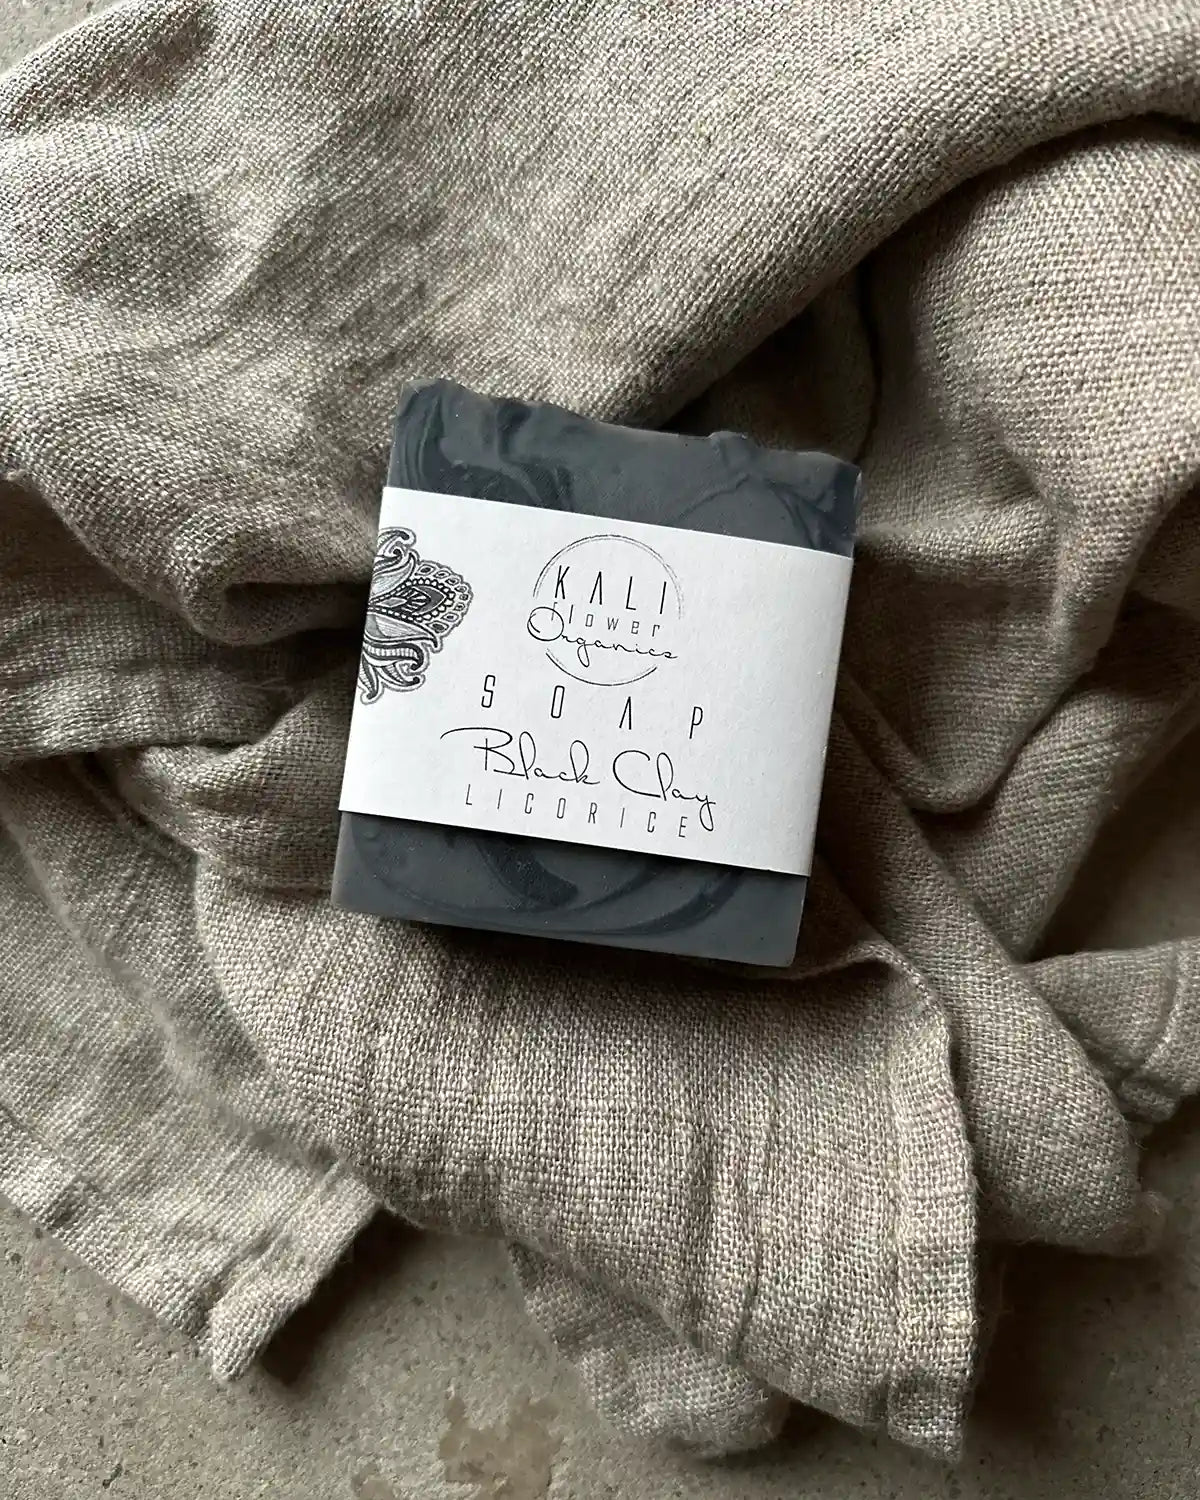 KALI
flower
Organics
SOAP
Black Clay
LICORICE